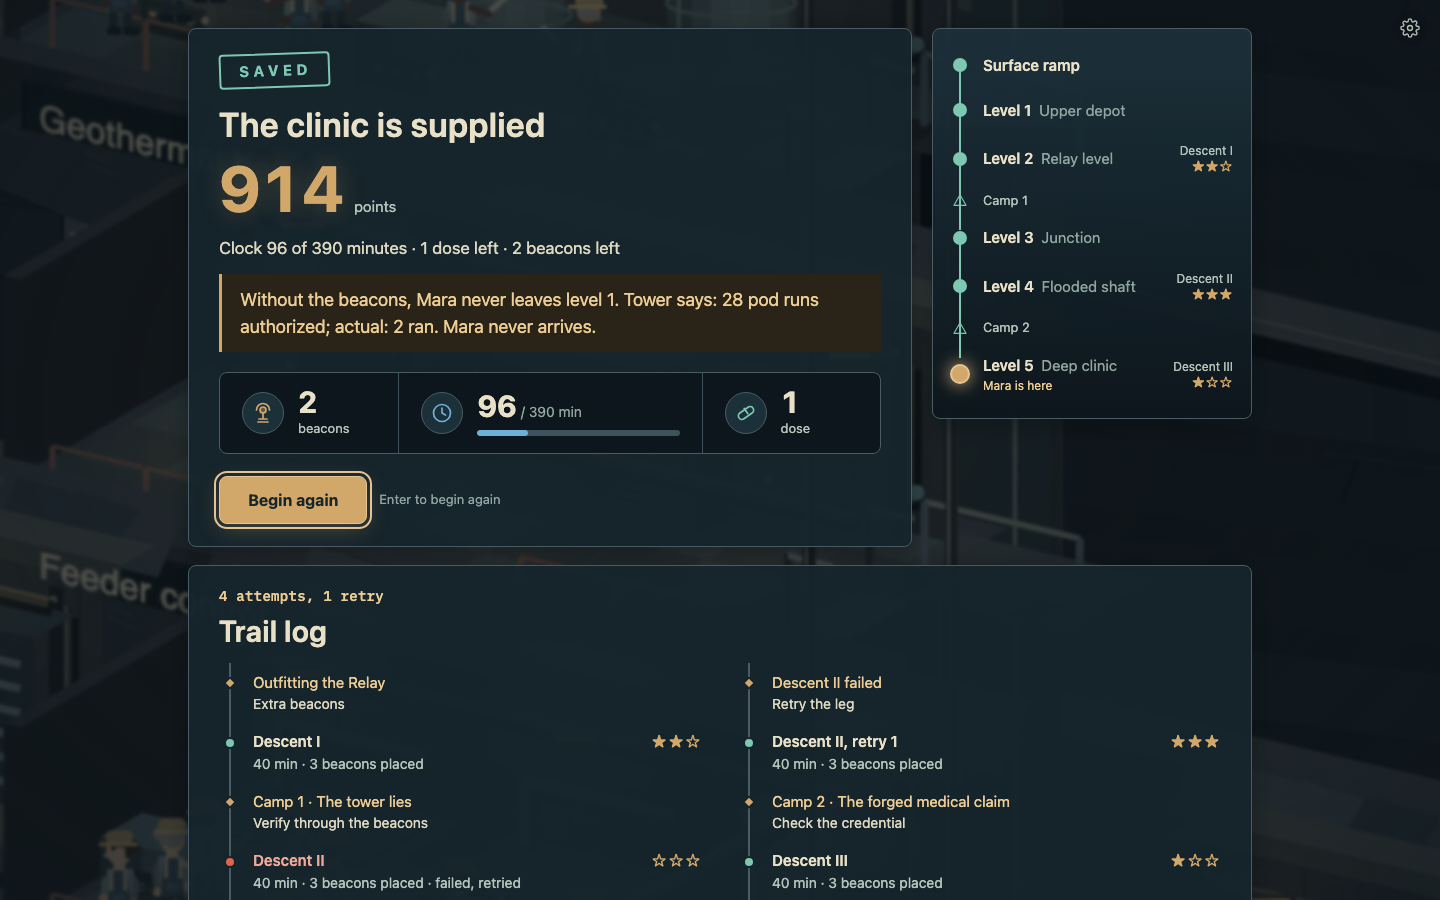 SAVED
The clinic is supplied
914 points
Clock 96 of 390 minutes · 1 dose left · 2 beacons left
Without the beacons, Mara never leaves level 1. Tower says: 28 pod runs
authorized; actual: 2 ran. Mara never arrives.
2
beacons
96 / 390 min
1
dose
Begin again
Enter to begin again
Surface ramp
Level 1 Upper depot
Level 2 Relay level
Descent I
Camp 1
Level 3 Junction
Level 4 Flooded shaft
Descent II
Camp 2
Level 5 Deep clinic
Mara is here
Descent III
4 attempts, 1 retry
Trail log
Outfitting the Relay
Extra beacons
Descent I
40 min · 3 beacons placed
Camp 1 · The tower lies
Verify through the beacons
Descent II
40 min · 3 beacons placed · failed, retried
Descent II failed
Retry the leg
Descent II, retry 1
40 min · 3 beacons placed
Camp 2 · The forged medical claim
Check the credential
Descent III
40 min · 3 beacons placed
Geotherm
Feeder co